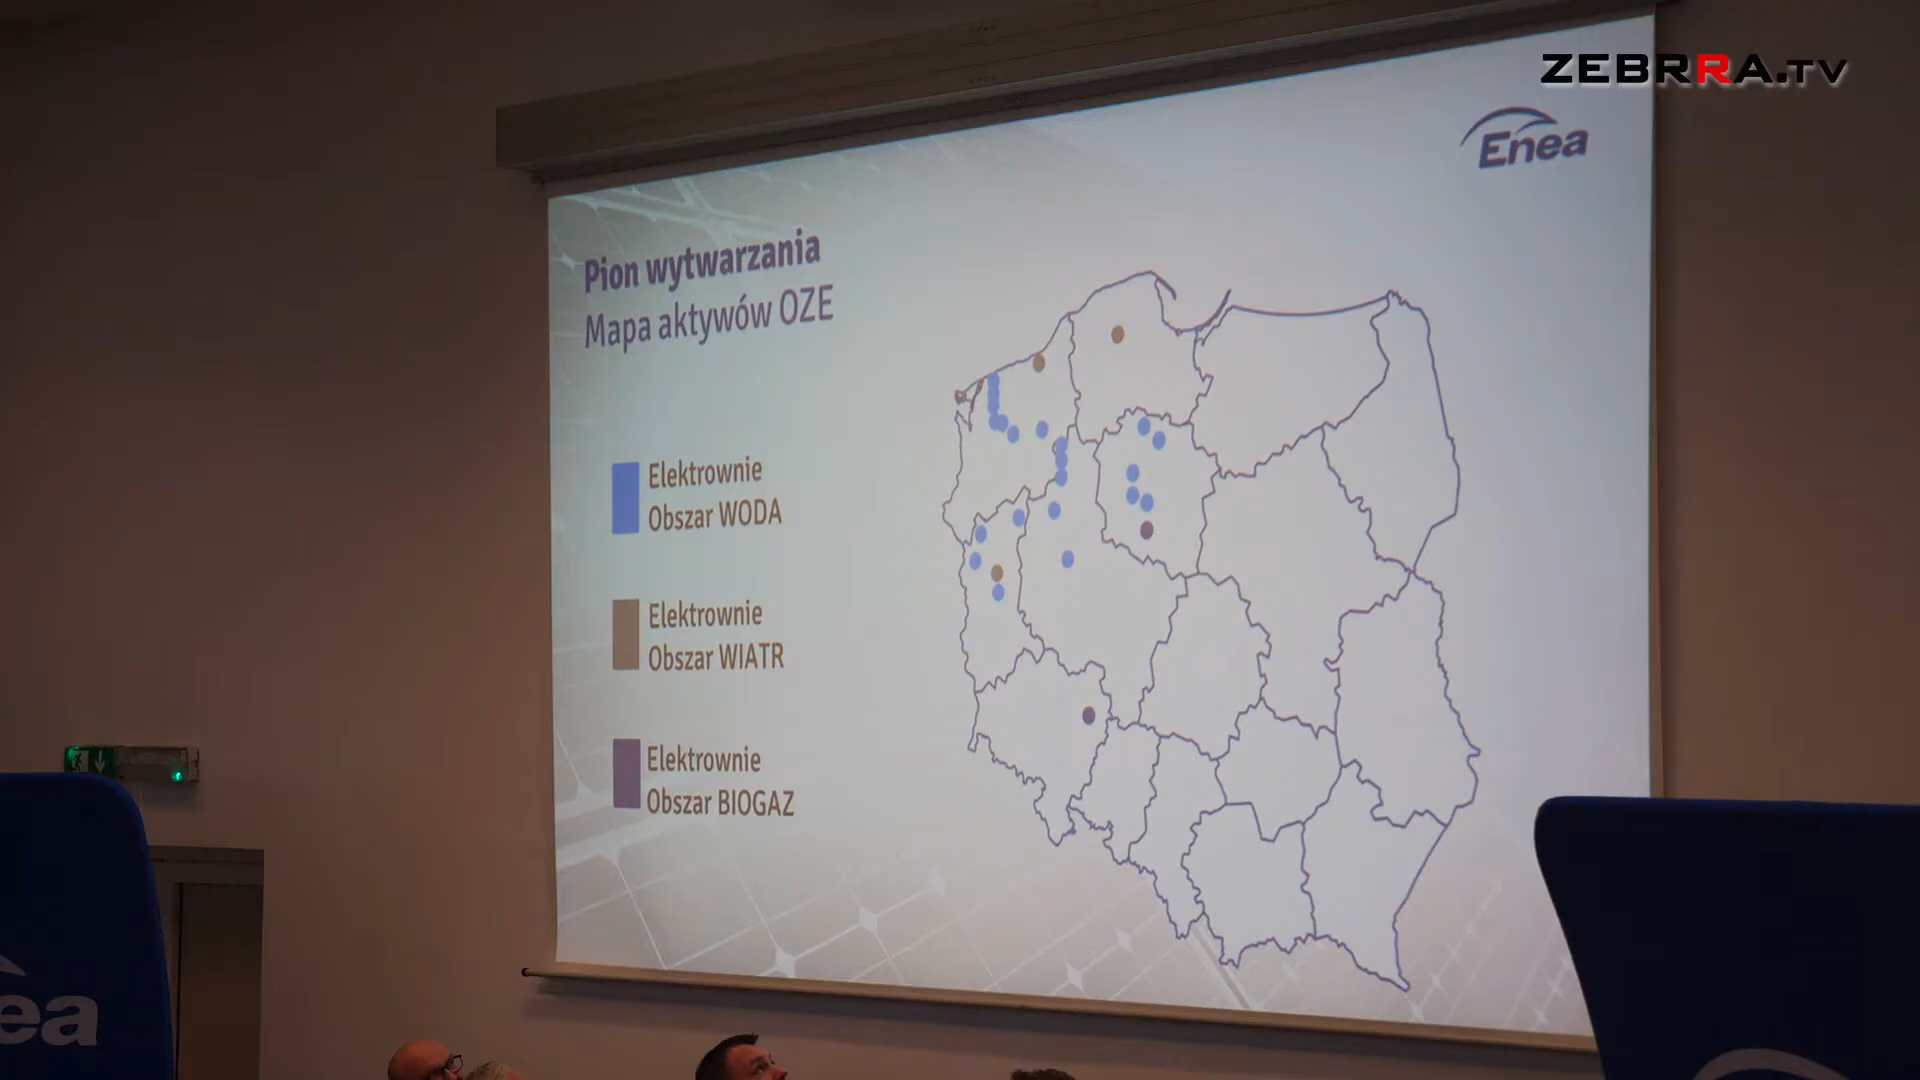 ZEBRRA.TV
Enea
Pion wytwarzania
Mapa aktywów OZE
Elektrownie
Obszar WODA
Elektrownie
Obszar WIATR
Elektrownie
Obszar BIOGAZ
ea